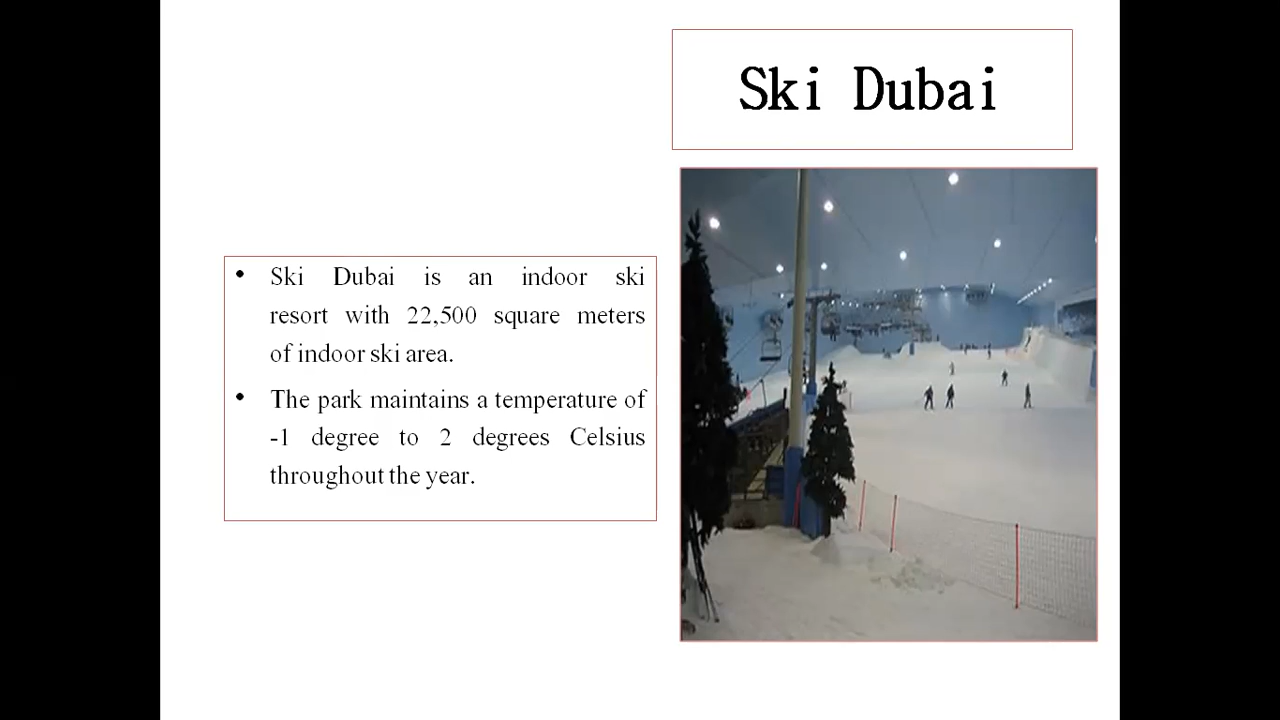 Ski Dubai
• Ski Dubai is an indoor ski
resort with 22,500 square meters
of indoor ski area.
• The park maintains a temperature of
-1 degree to 2 degrees Celsius
throughout the year.